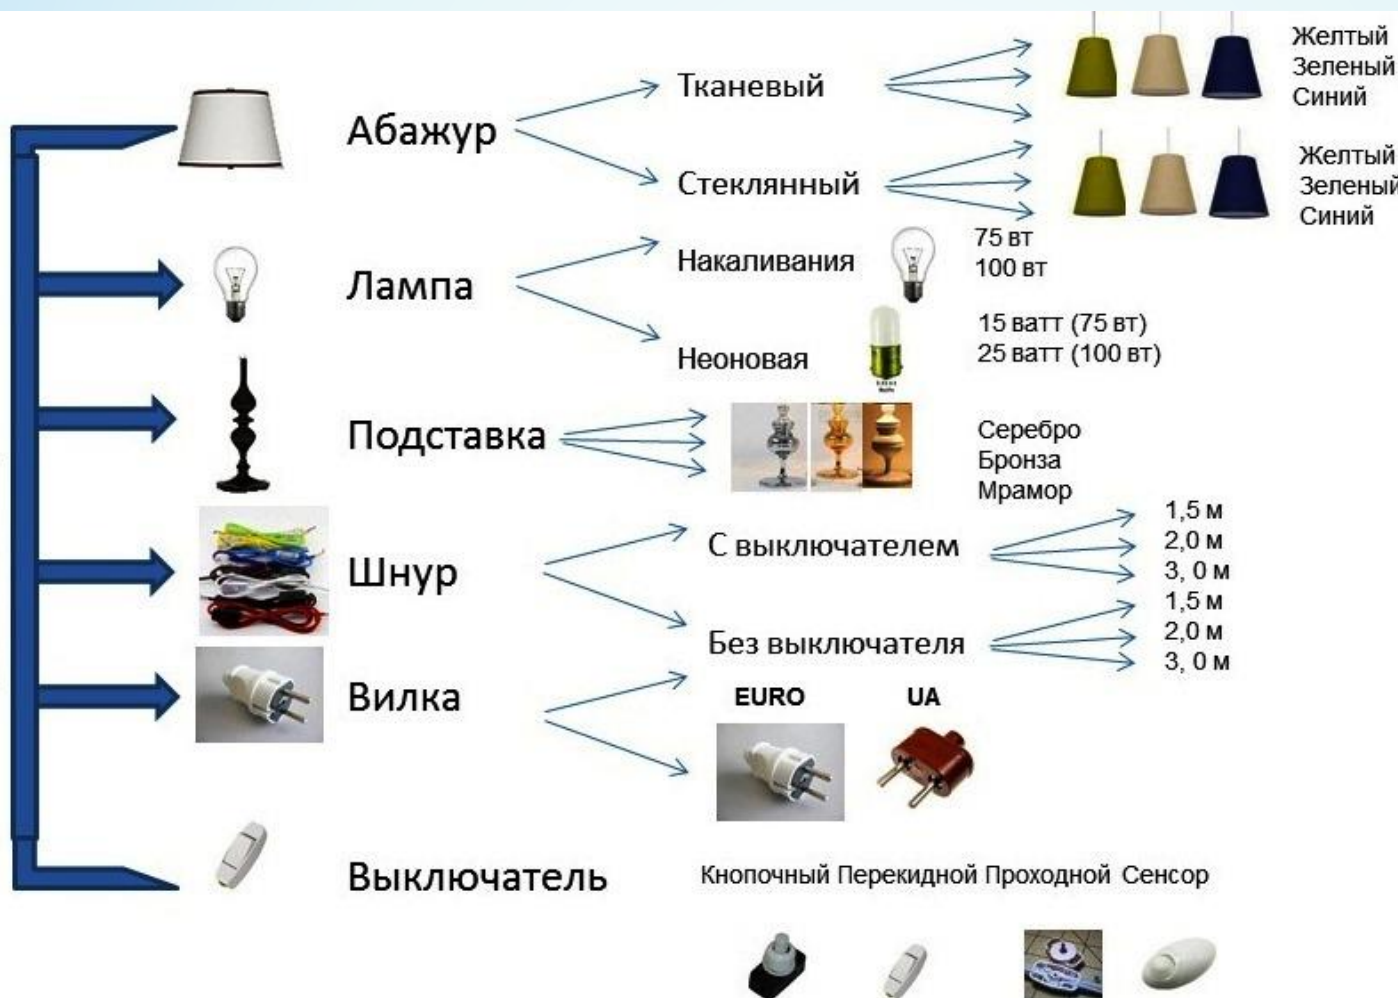 Абажур
Тканевый
Желтый
Зеленый
Синий
Стеклянный
Желтый
Зеленый
Синий
Лампа
Накаливания
75 вт
100 вт
Неоновая
15 ватт (75 вт)
25 ватт (100 вт)
Подставка
Серебро
Бронза
Мрамор
Шнур
С выключателем
1,5 м
2,0 м
3, 0 м
Без выключателя
1,5 м
2,0 м
3, 0 м
Вилка
EURO UA
Выключатель
Кнопочный Перекидной Проходной Сенсор